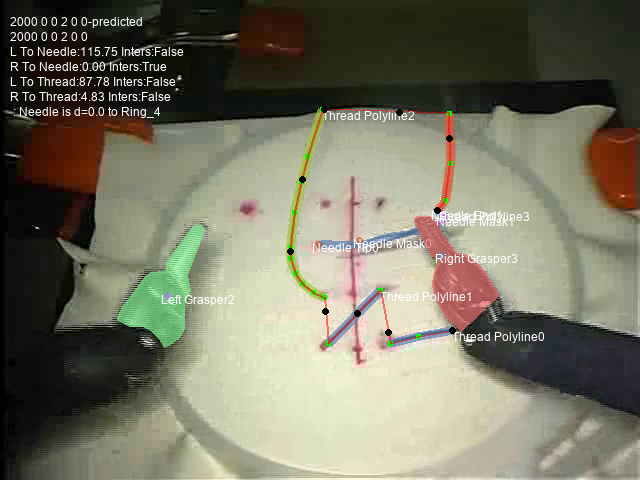 2000 0 0 2 0 0-predicted
2000 0 0 2 0 0
L To Needle:115.75 Inters:False
R To Needle:0.00 Inters:True
L To Thread:87.78 Inters:False
R To Thread:4.83 Inters:False
: Needle is d=0.0 to Ring_4
Thread Polyline2
Needle Mask1
Needle Tip0
Needle Mask0
Right Grasper3
Left Grasper2
Thread Polyline1
Thread Polyline0